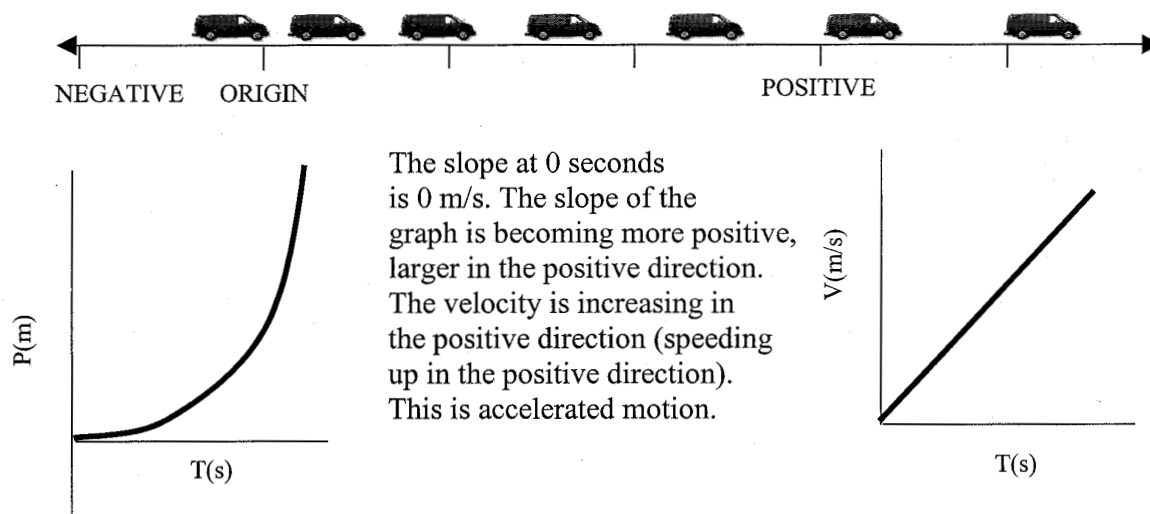 NEGATIVE ORIGIN POSITIVE
The slope at 0 seconds
is 0 m/s. The slope of the
graph is becoming more positive,
larger in the positive direction.
The velocity is increasing in
the positive direction (speeding
up in the positive direction).
This is accelerated motion.
P(m)
T(s)
V(m/s)
T(s)